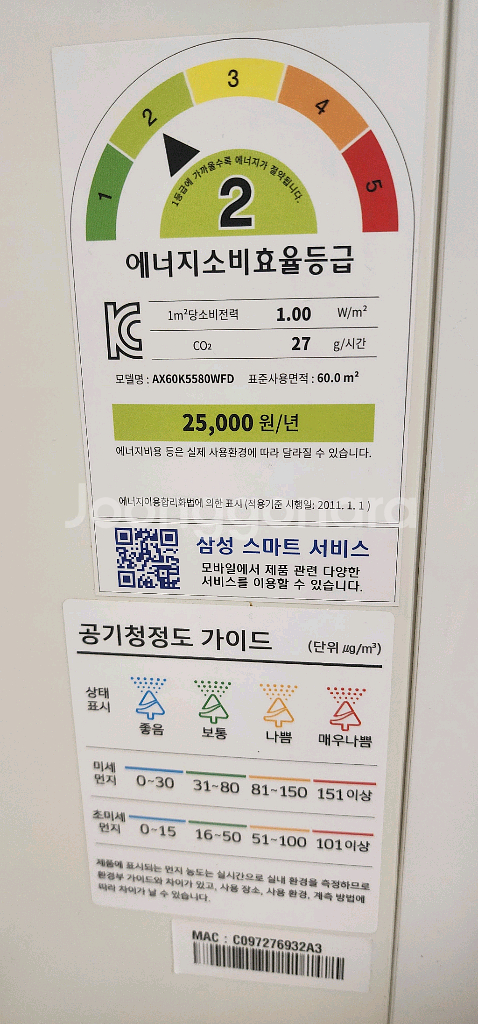 1 2 3 4 5
1등급에 가까울수록 에너지가 절약됩니다.
2
에너지소비효율등급
1m²당소비전력 1.00 W/m²
CO₂ 27 g/시간
모델명 : AX60K5580WFD 표준사용면적 : 60.0 m²
25,000 원/년
에너지비용 등은 실제 사용환경에 따라 달라질 수 있습니다.
에너지이용합리화법에 의한 표시 (적용기준 시행일: 2011. 1. 1 )
Joonggonara
삼성 스마트 서비스
모바일에서 제품 관련 다양한
서비스를 이용할 수 있습니다.
공기청정도 가이드 (단위 ㎍/m³)
상태
표시
좋음 보통 나쁨 매우나쁨
미세
먼지 0~30 31~80 81~150 151이상
초미세
먼지 0~15 16~50 51~100 101이상
제품에 표시되는 먼지 농도는 실시간으로 실내 환경을 측정하므로
환경부 가이드와 차이가 있고, 사용 장소, 사용 환경, 계측 방법에
따라 차이가 날 수 있습니다.
MAC : C097276932A3